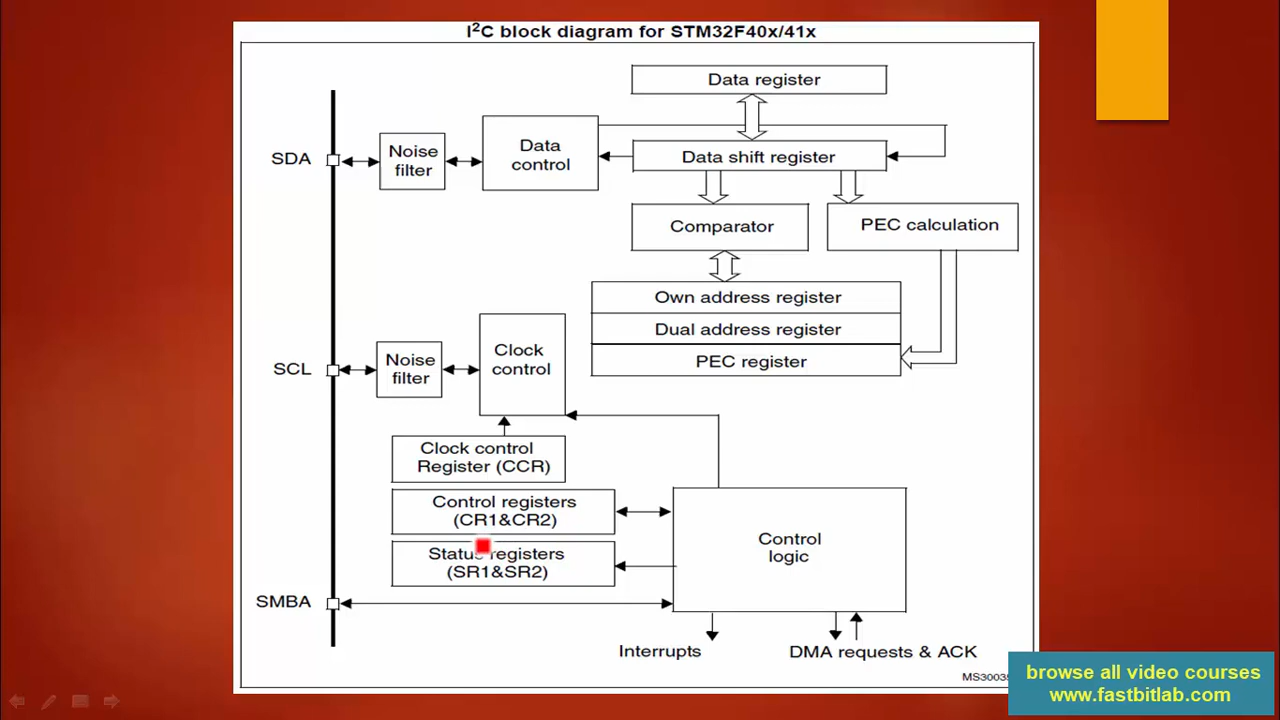 I²C block diagram for STM32F40x/41x
Data register
SDA
Noise
filter
Data
control
Data shift register
Comparator
PEC calculation
Own address register
Dual address register
PEC register
SCL
Noise
filter
Clock
control
Clock control
Register (CCR)
Control registers
(CR1&CR2)
Status registers
(SR1&SR2)
Control
logic
SMBA
Interrupts
DMA requests & ACK
browse all video courses
www.fastbitlab.com